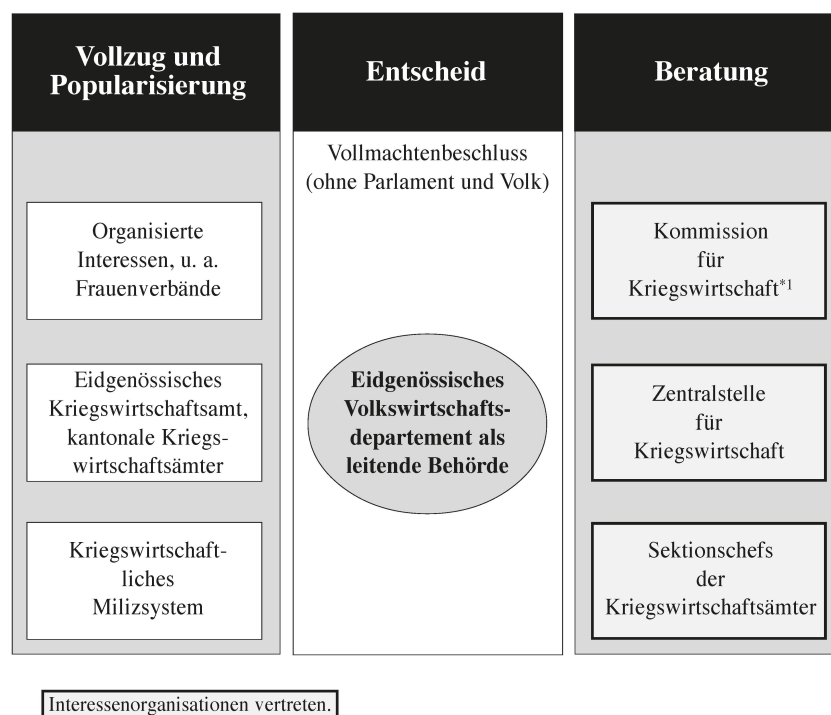 Vollzug und
Popularisierung
Organisierte
Interessen, u. a.
Frauenverbände
Eidgenössisches
Kriegswirtschaftsamt,
kantonale Kriegs-
wirtschaftsämter
Kriegswirtschaft-
liches
Milizsystem
Entscheid
Vollmachtenbeschluss
(ohne Parlament und Volk)
Eidgenössisches
Volkswirtschafts-
departement als
leitende Behörde
Beratung
Kommission
für
Kriegswirtschaft*1
Zentralstelle
für
Kriegswirtschaft
Sektionschefs
der
Kriegswirtschaftsämter
Interessenorganisationen vertreten.